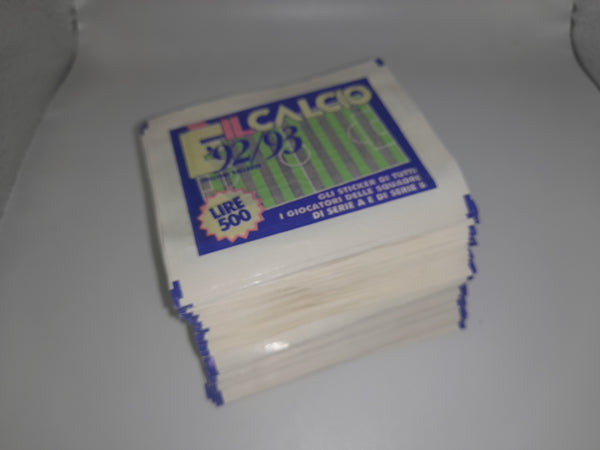 IL CALCIO
'92/93
LIRE
500
GLI STICKER DI TUTTI
I GIOCATORI DELLE SQUADRE
DI SERIE A E DI SERIE B